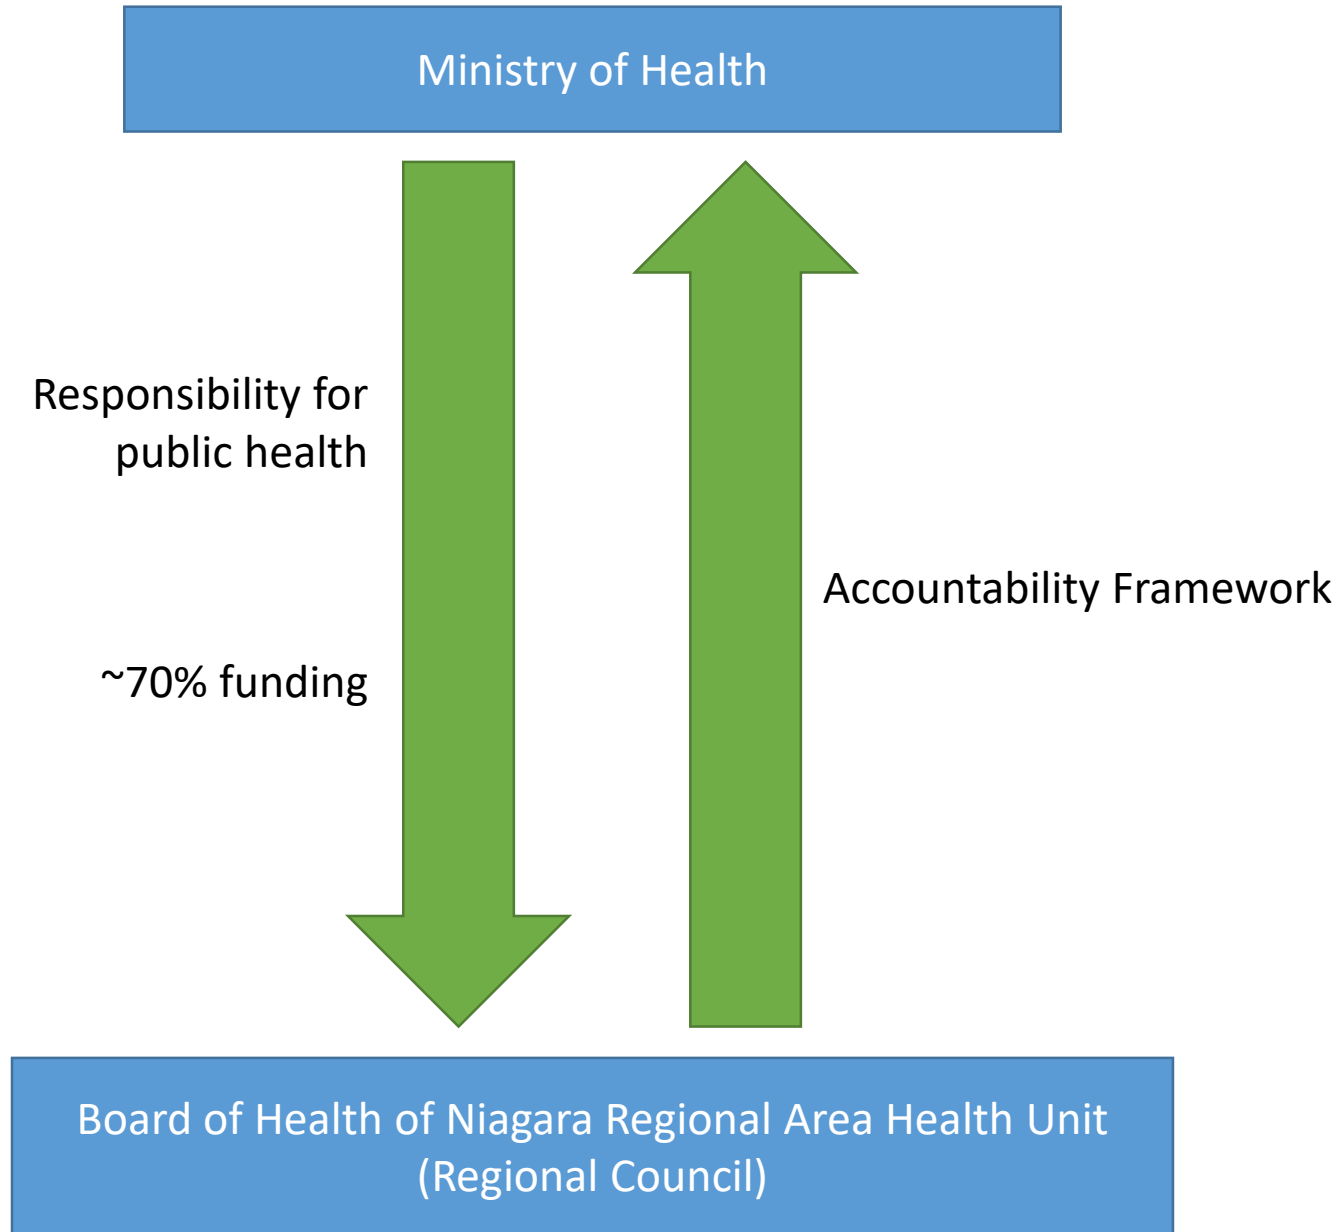 Ministry of Health
Responsibility for
public health
~70% funding
Accountability Framework
Board of Health of Niagara Regional Area Health Unit
(Regional Council)